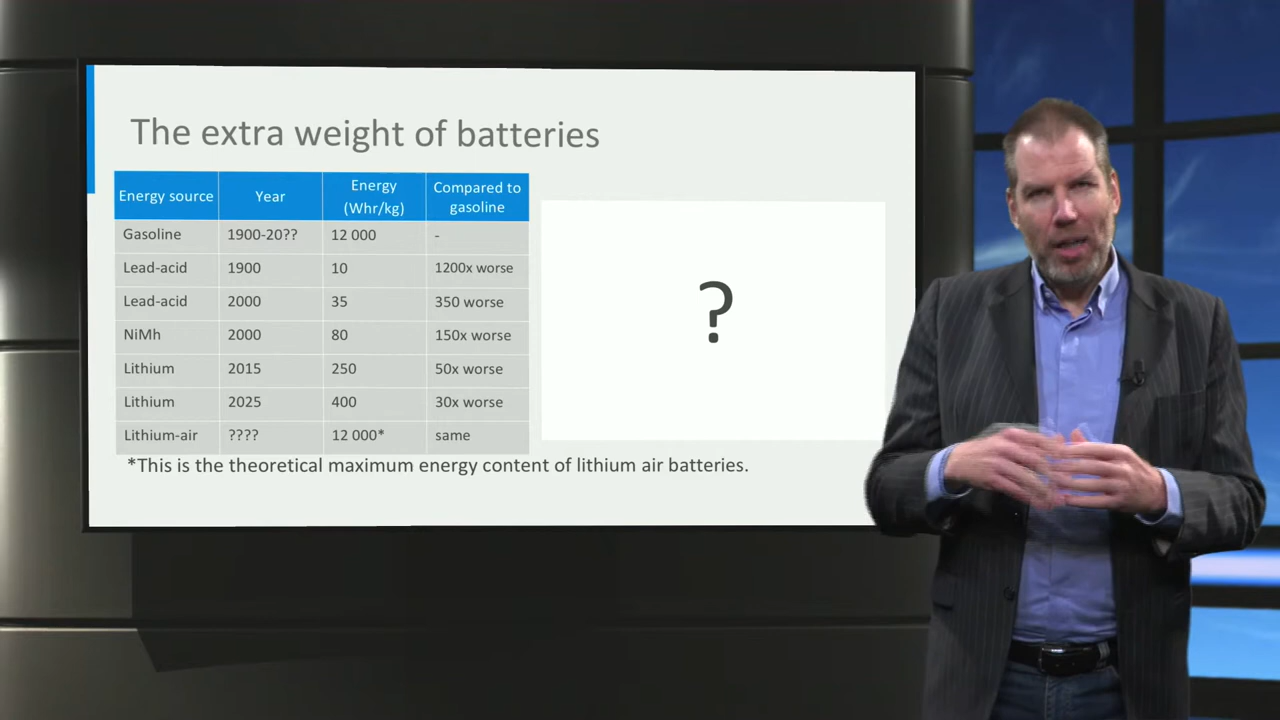 The extra weight of batteries
Energy source Year Energy (Whr/kg) Compared to gasoline
Gasoline 1900-20?? 12 000 -
Lead-acid 1900 10 1200x worse
Lead-acid 2000 35 350 worse
NiMh 2000 80 150x worse
Lithium 2015 250 50x worse
Lithium 2025 400 30x worse
Lithium-air ???? 12 000* same
*This is the theoretical maximum energy content of lithium air batteries.
?